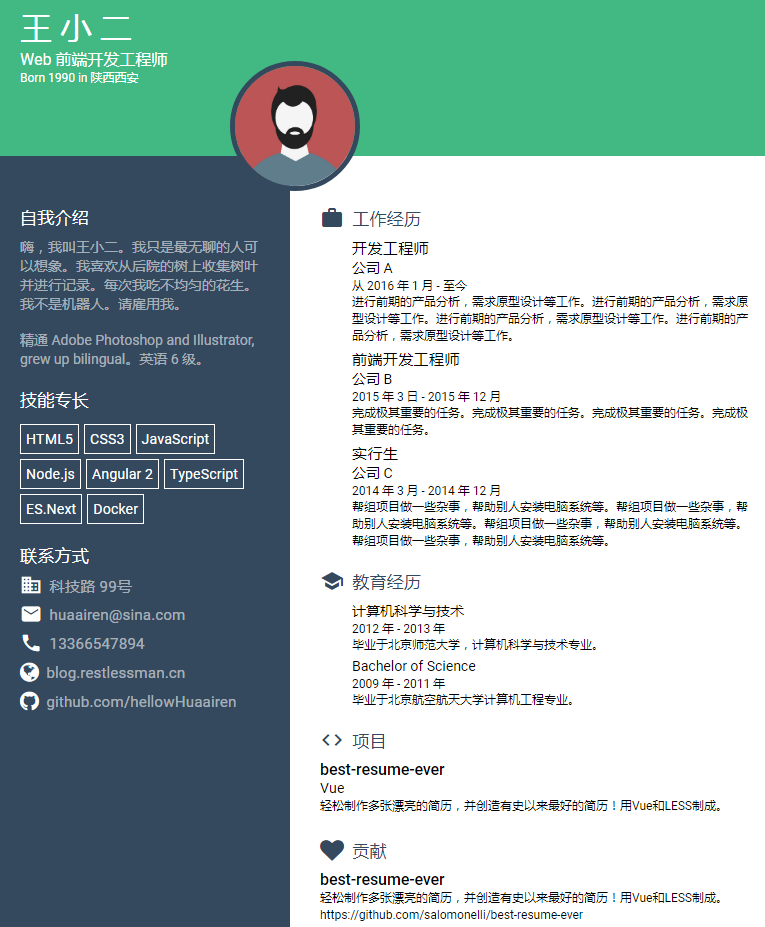 王小二
Web 前端开发工程师
Born 1990 in 陕西西安
自我介绍
嗨，我叫王小二。我只是最无聊的人可
以想象。我喜欢从后院的树上收集树叶
并进行记录。每次我吃不均匀的花生。
我不是机器人。请雇用我。
精通 Adobe Photoshop and Illustrator,
grew up bilingual。英语 6 级。
技能专长
HTML5 CSS3 JavaScript
Node.js Angular 2 TypeScript
ES.Next Docker
联系方式
科技路 99号
huaairen@sina.com
13366547894
blog.restlessman.cn
github.com/hellowHuaairen
工作经历
开发工程师
公司 A
从 2016 年 1 月 - 至今
进行前期的产品分析，需求原型设计等工作。进行前期的产品分析，需求原
型设计等工作。进行前期的产品分析，需求原型设计等工作。进行前期的产
品分析，需求原型设计等工作。
前端开发工程师
公司 B
2015 年 3 日 - 2015 年 12 月
完成极其重要的任务。完成极其重要的任务。完成极其重要的任务。完成极
其重要的任务。
实行生
公司 C
2014 年 3 月 - 2014 年 12 月
帮组项目做一些杂事，帮助别人安装电脑系统等。帮组项目做一些杂事，帮
助别人安装电脑系统等。帮组项目做一些杂事，帮助别人安装电脑系统等。
帮组项目做一些杂事，帮助别人安装电脑系统等。
教育经历
计算机科学与技术
2012 年 - 2013 年
毕业于北京师范大学，计算机科学与技术专业。
Bachelor of Science
2009 年 - 2011 年
毕业于北京航空航天大学计算机工程专业。
项目
best-resume-ever
Vue
轻松制作多张漂亮的简历，并创造有史以来最好的简历！用Vue和LESS制成。
贡献
best-resume-ever
轻松制作多张漂亮的简历，并创造有史以来最好的简历！用Vue和LESS制成。
https://github.com/salomonelli/best-resume-ever